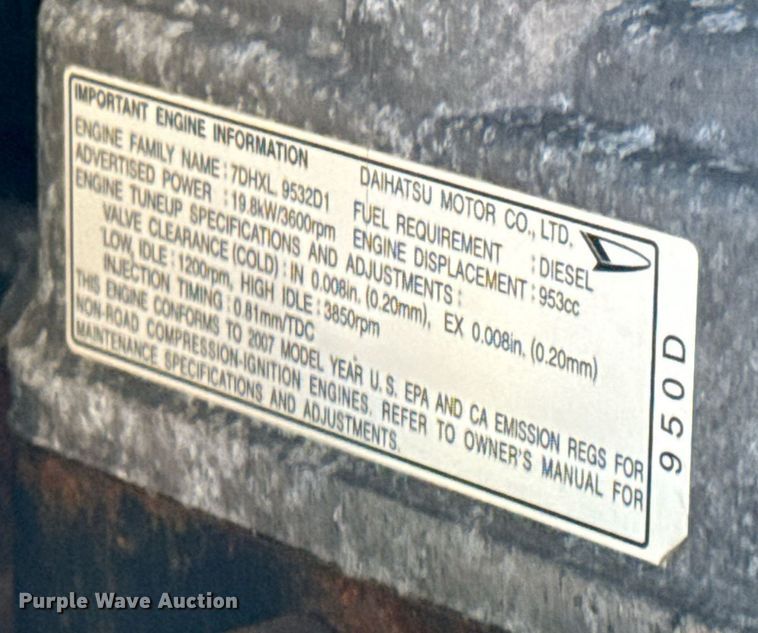 IMPORTANT ENGINE INFORMATION DAIHATSU MOTOR CO., LTD.
ENGINE FAMILY NAME : 7DHXL. 9532D1 FUEL REQUIREMENT : DIESEL
ADVERTISED POWER : 19.8kW/3600rpm ENGINE DISPLACEMENT : 953cc
ENGINE TUNEUP SPECIFICATIONS AND ADJUSTMENTS :
VALVE CLEARANCE (COLD) : IN 0.008in. (0.20mm), EX 0.008in. (0.20mm)
LOW, IDLE : 1200rpm, HIGH IDLE : 3850rpm
INJECTION TIMING : 0.81mm/TDC
THIS ENGINE CONFORMS TO 2007 MODEL YEAR U.S. EPA AND CA EMISSION REGS FOR
NON-ROAD COMPRESSION-IGNITION ENGINES. REFER TO OWNER'S MANUAL FOR
MAINTENANCE SPECIFICATIONS AND ADJUSTMENTS.
950D
Purple Wave Auction